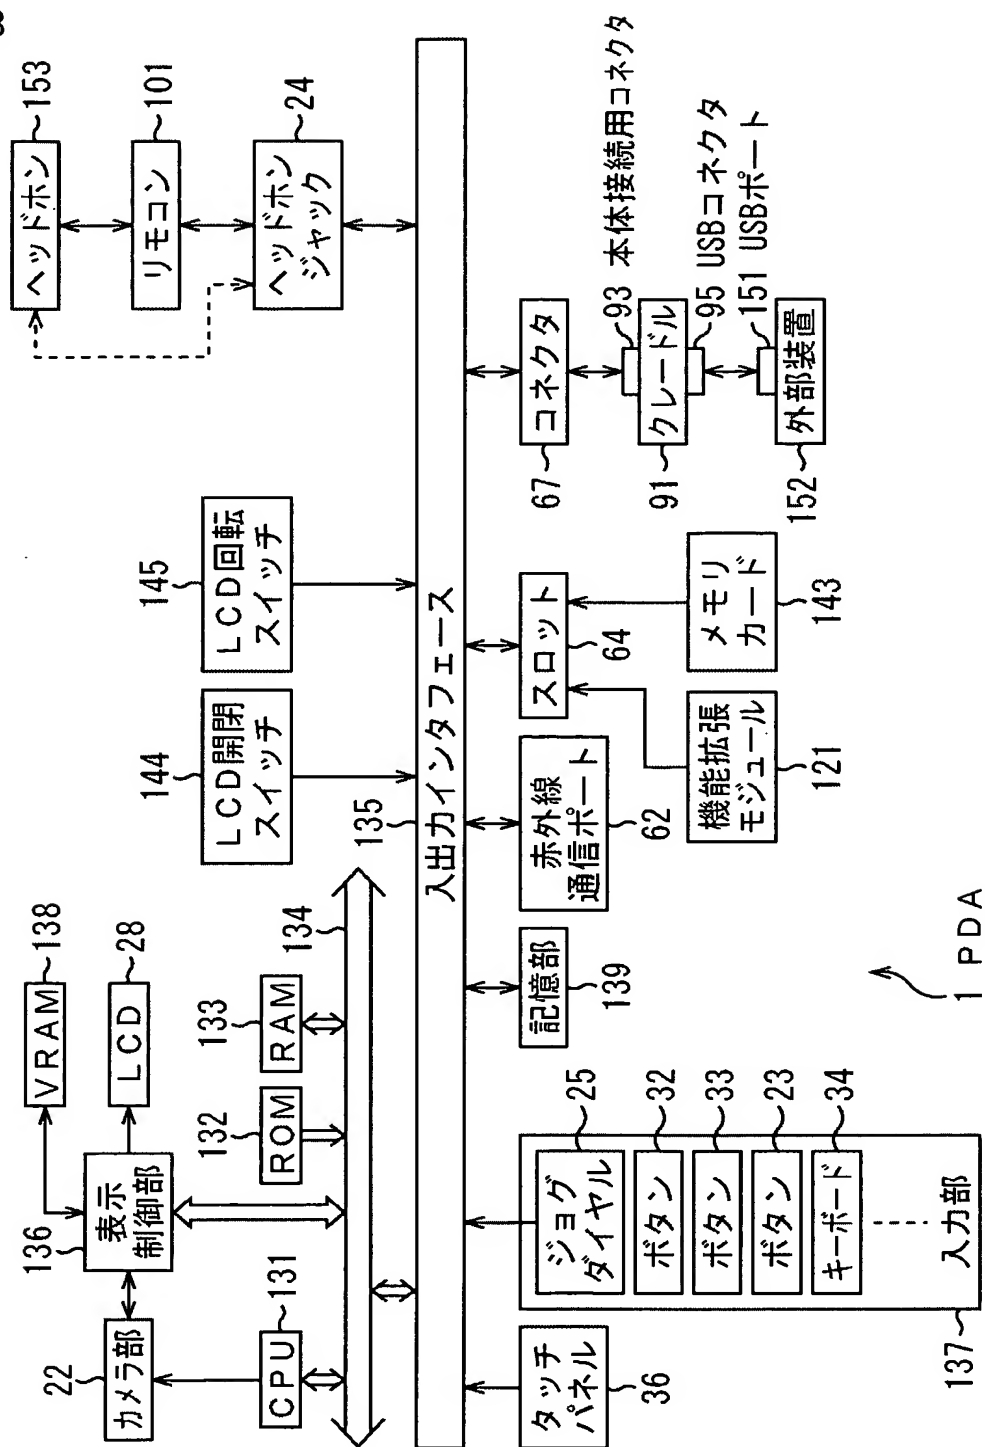 ヘッドホン
153
リモコン
101
ヘッドホン
ジャック
24
LCD回転
スイッチ
145
LCD開閉
スイッチ
144
VRAM
138
LCD
28
表示
制御部
136
カメラ部
22
CPU
131
ROM
132
RAM
133
134
135
入出力インタフェース
タッチ
パネル
36
ジョグ
ダイヤル
25
ボタン
32
ボタン
33
ボタン
23
キーボード
34
入力部
137
記憶部
139
赤外線
通信ポート
62
スロット
64
機能拡張
モジュール
121
メモリ
カード
143
コネクタ
67
93 本体接続用コネクタ
クレードル
91
95 USBコネクタ
151 USBポート
外部装置
152
1 PDA